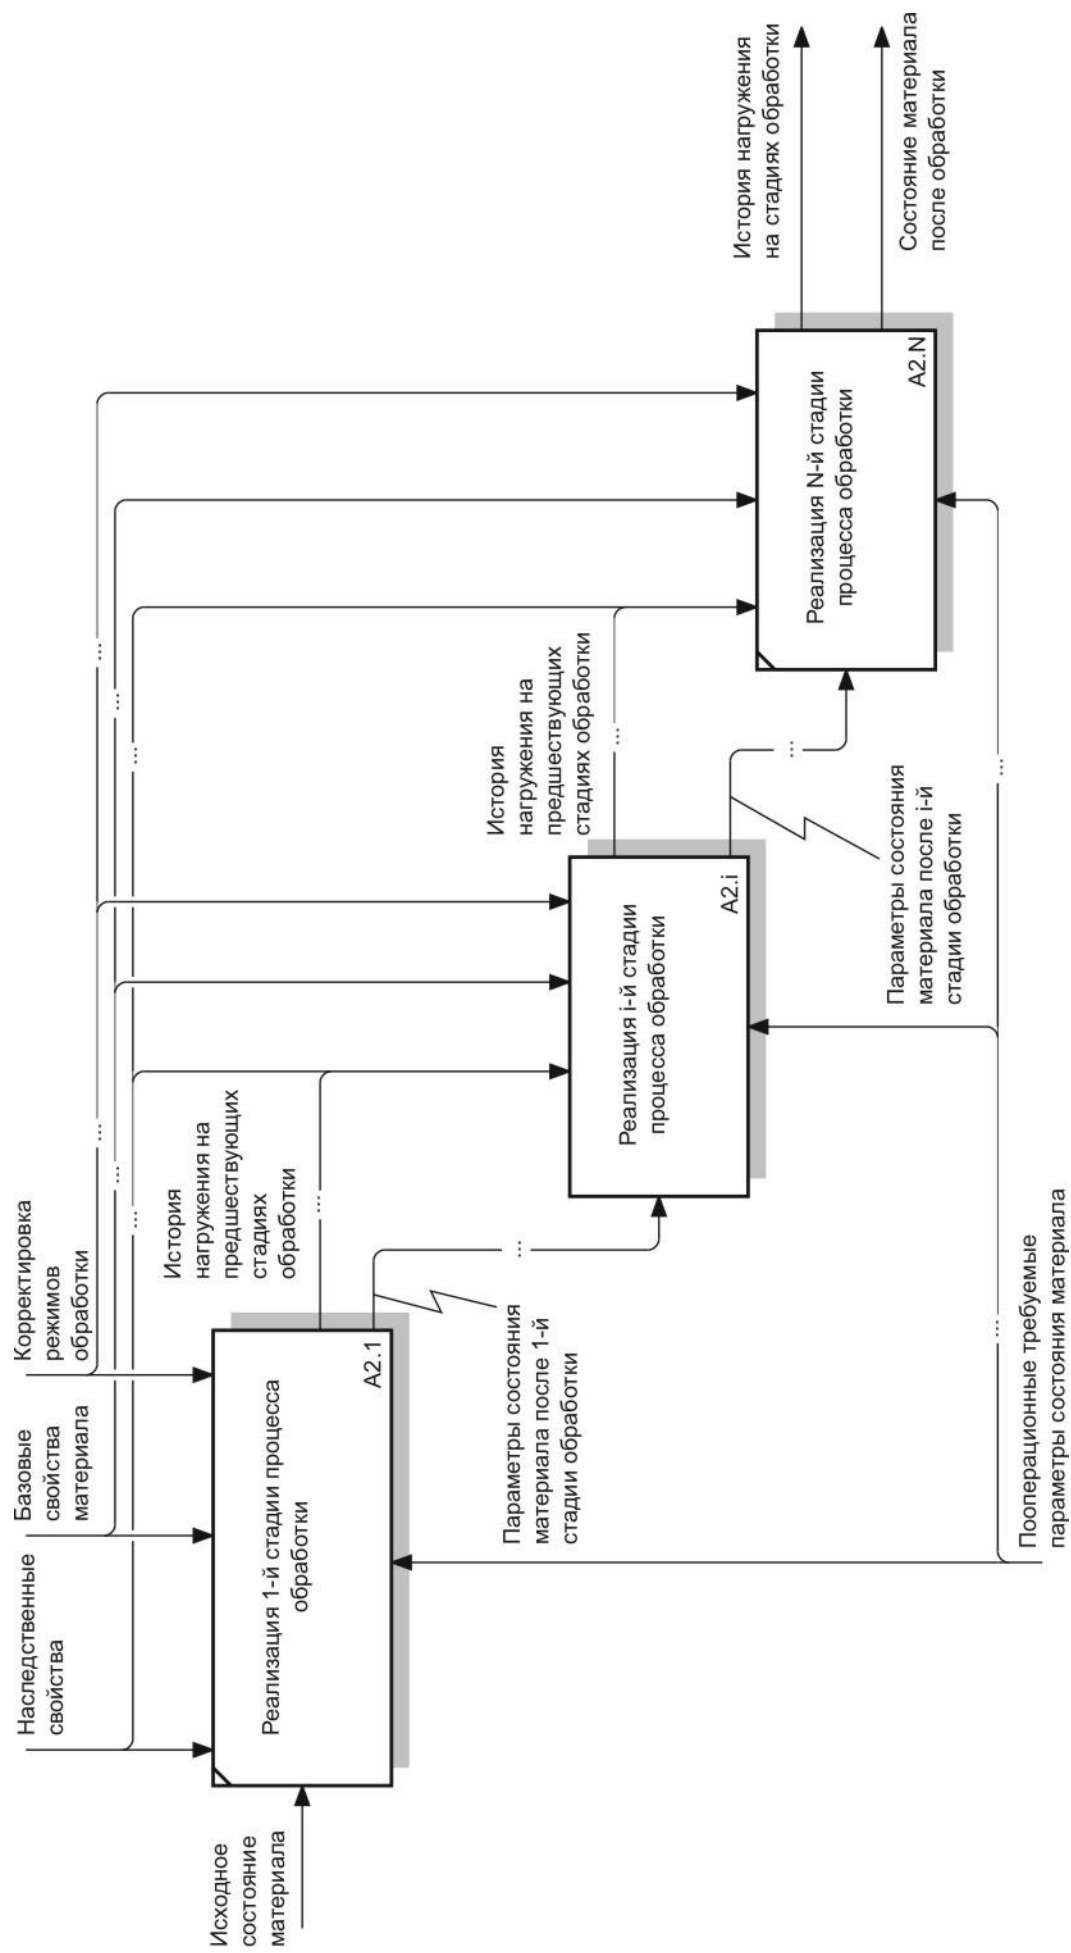 Наследственные
свойства
Базовые
свойства
материала
Корректировка
режимов
обработки
Исходное
состояние
материала
Реализация 1-й стадии процесса
обработки
А2.1
История
нагружения на
предшествующих
стадиях
обработки
Параметры состояния
материала после 1-й
стадии обработки
...
...
...
...
...
Реализация i-й стадии
процесса обработки
А2.i
История
нагружения на
предшествующих
стадиях обработки
Параметры состояния
материала после i-й
стадии обработки
...
...
...
...
...
Реализация N-й стадии
процесса обработки
А2.N
История нагружения
на стадиях обработки
Состояние материала
после обработки
Пооперационные требуемые
параметры состояния материала
...
...